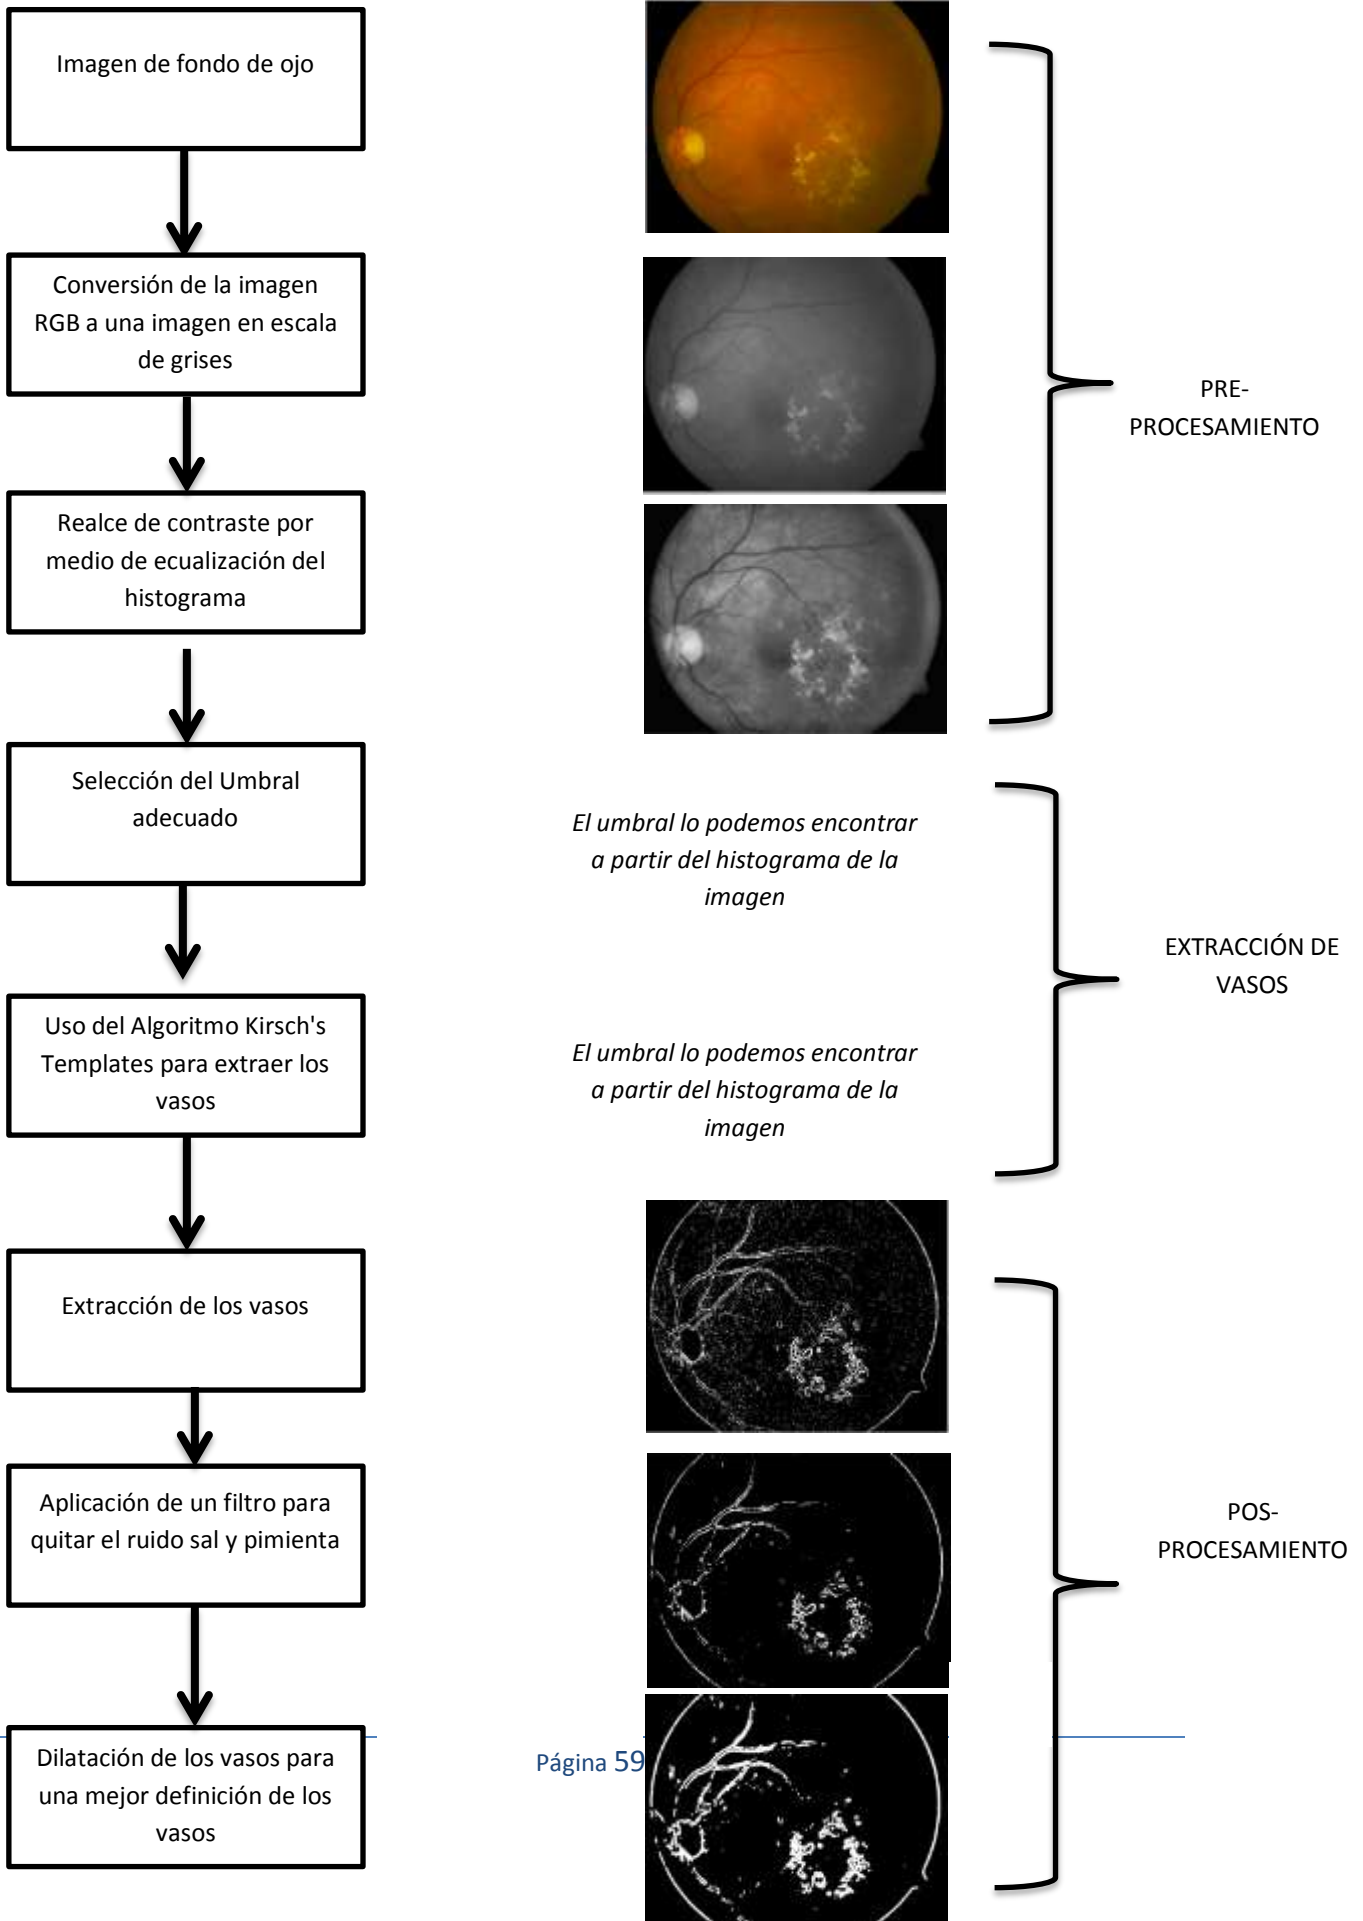 Imagen de fondo de ojo
Conversión de la imagen
RGB a una imagen en escala
de grises
PRE-
PROCESAMIENTO
Realce de contraste por
medio de ecualización del
histograma
Selección del Umbral
adecuado
El umbral lo podemos encontrar
a partir del histograma de la
imagen
EXTRACCIÓN DE
VASOS
Uso del Algoritmo Kirsch's
Templates para extraer los
vasos
El umbral lo podemos encontrar
a partir del histograma de la
imagen
Extracción de los vasos
Aplicación de un filtro para
quitar el ruido sal y pimienta
POS-
PROCESAMIENTO
Dilatación de los vasos para
una mejor definición de los
vasos
Página 59